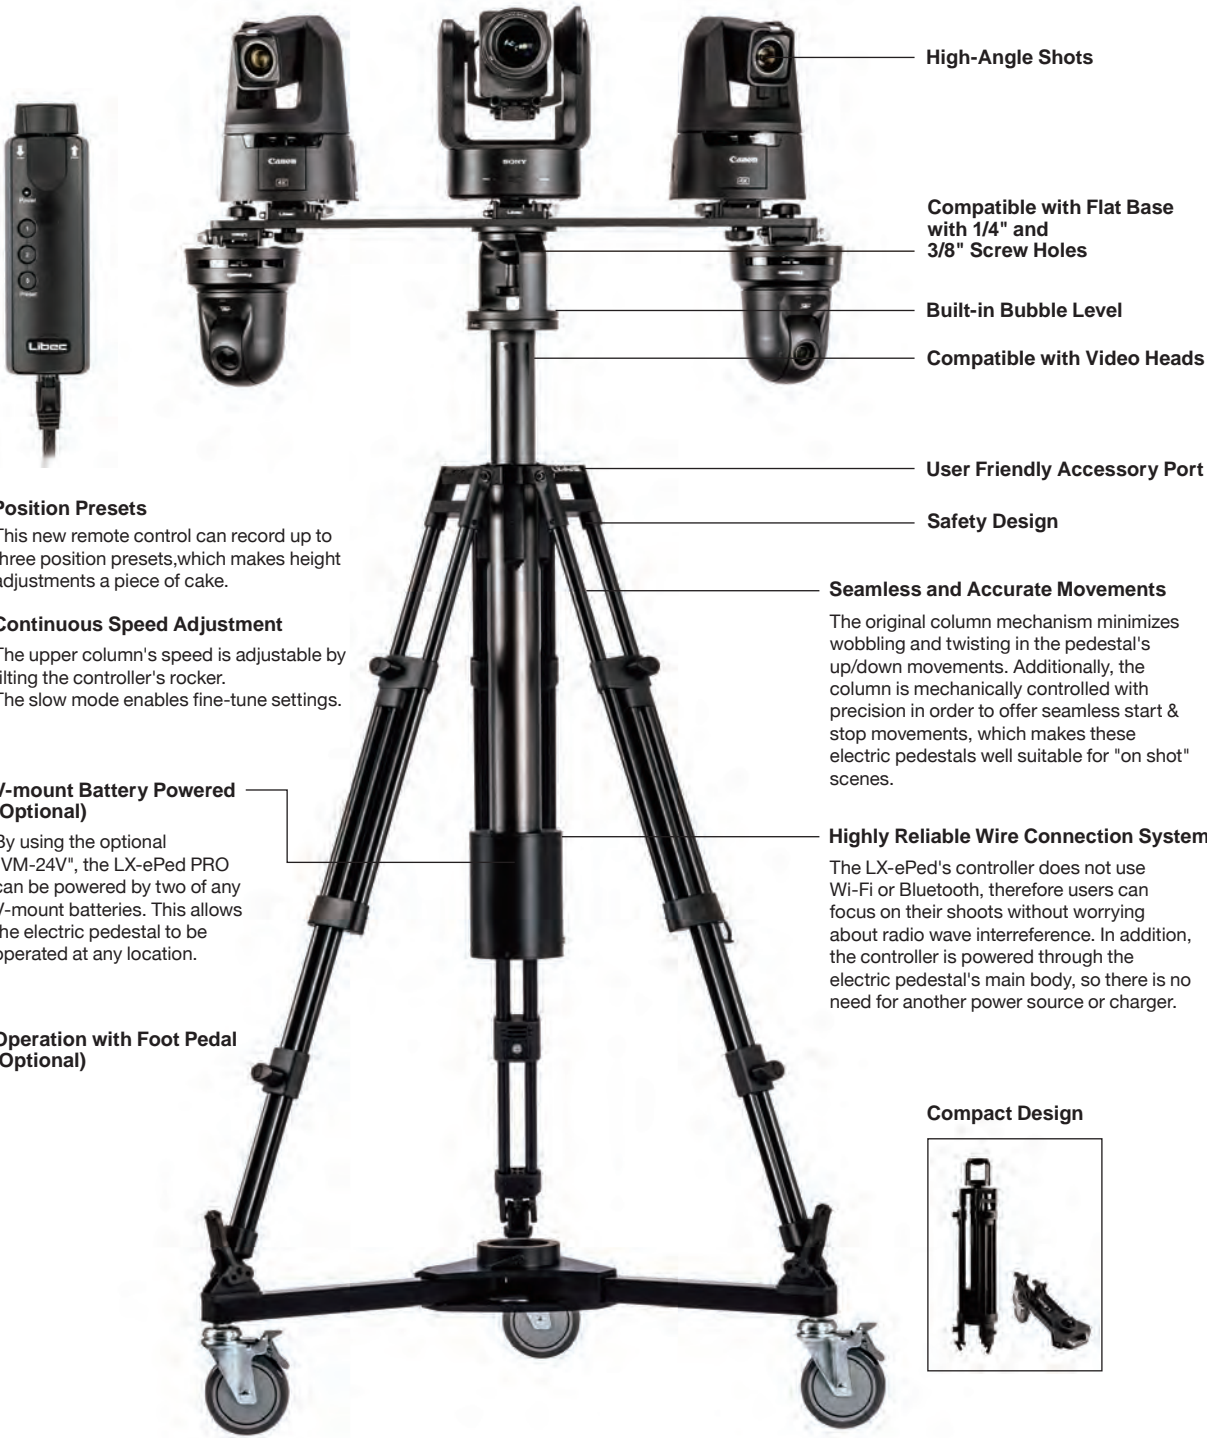 High-Angle Shots
Canon
SONY
Canon
Libec
Compatible with Flat Base
with 1/4" and
3/8" Screw Holes
Power
1
2
3
Preset
Libec
Panasonic
Built-in Bubble Level
Compatible with Video Heads
User Friendly Accessory Port
Safety Design
Position Presets
This new remote control can record up to
three position presets,which makes height
adjustments a piece of cake.
Continuous Speed Adjustment
The upper column's speed is adjustable by
tilting the controller's rocker.
The slow mode enables fine-tune settings.
V-mount Battery Powered
(Optional)
By using the optional
"VM-24V", the LX-ePed PRO
can be powered by two of any
V-mount batteries. This allows
the electric pedestal to be
operated at any location.
Operation with Foot Pedal
(Optional)
Seamless and Accurate Movements
The original column mechanism minimizes
wobbling and twisting in the pedestal's
up/down movements. Additionally, the
column is mechanically controlled with
precision in order to offer seamless start &
stop movements, which makes these
electric pedestals well suitable for "on shot"
scenes.
Highly Reliable Wire Connection System
The LX-ePed's controller does not use
Wi-Fi or Bluetooth, therefore users can
focus on their shoots without worrying
about radio wave interreference. In addition,
the controller is powered through the
electric pedestal's main body, so there is no
need for another power source or charger.
Compact Design